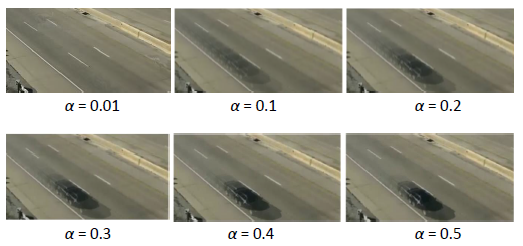 α = 0.01
α = 0.1
α = 0.2
α = 0.3
α = 0.4
α = 0.5